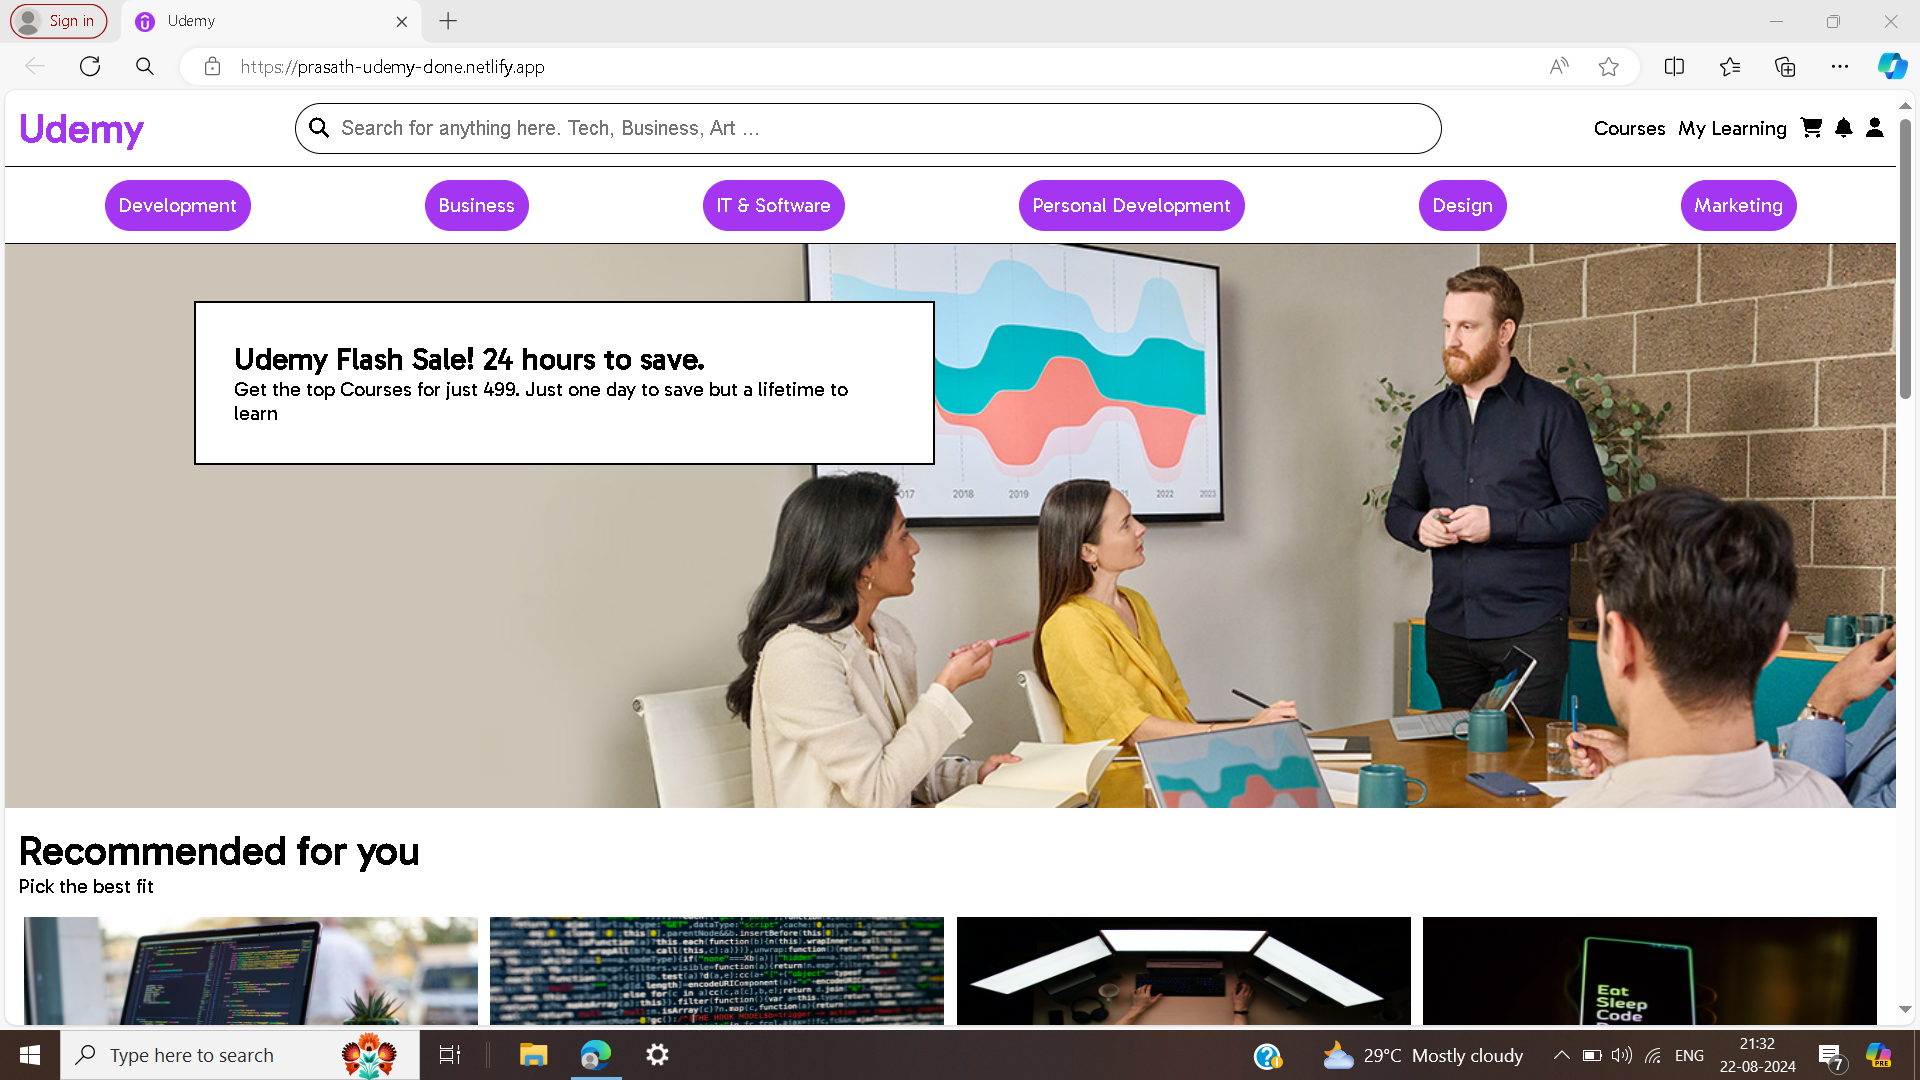 Sign in
Udemy
https://prasath-udemy-done.netlify.app
Udemy
Search for anything here. Tech, Business, Art ...
Courses My Learning
Development
Business
IT & Software
Personal Development
Design
Marketing
Udemy Flash Sale! 24 hours to save.
Get the top Courses for just 499. Just one day to save but a lifetime to
learn
2018 2019 2022 2023
Recommended for you
Pick the best fit
Eat
Sleep
Code
Type here to search
29°C Mostly cloudy
ENG
21:32
22-08-2024
7
PRE